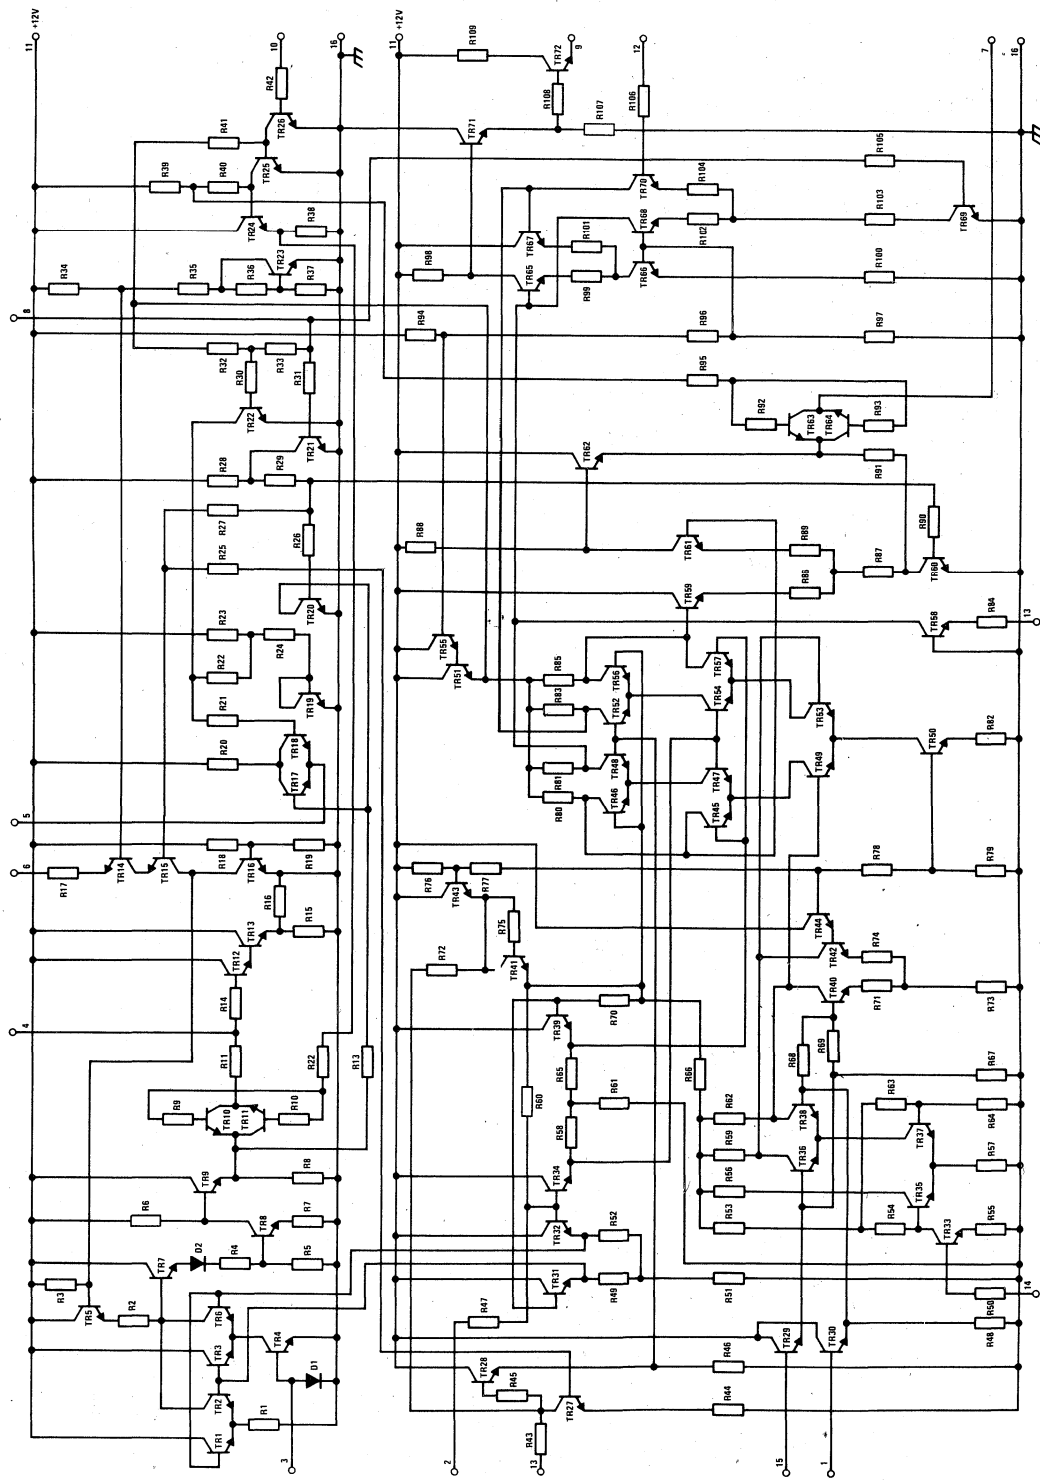 11
+12V
10
16
8
5
6
4
3
TR1
TR2
R1
TR3
TR4
D1
TR5
R2
R3
TR6
TR7
D2
R4
R5
R6
TR8
R7
TR9
R8
R9
TR10
TR11
R10
R11
R22
R13
R14
TR12
TR13
R15
R16
R17
TR14
TR15
R18
TR16
R19
R20
TR17
TR18
R21
R22
R23
R24
TR19
R25
R27
R26
TR20
R28
R29
TR21
TR22
R30
R31
R32
R33
R34
R35
R36
R37
TR23
TR24
R38
R39
R40
R41
TR25
TR26
R42
11
+12V
9
12
7
16
13
14
2
13
15
1
R43
TR27
R44
R45
TR28
R46
R47
TR29
TR30
R48
R50
TR31
R49
R51
TR32
R52
TR33
R53
R54
R55
TR34
R58
TR35
R56
R57
TR36
R59
R60
R61
R62
TR37
R63
R64
TR38
R65
R66
R67
R68
R69
TR39
R70
TR40
R71
R73
TR41
R72
R75
TR42
R74
TR43
R76
R77
TR44
R78
R79
TR45
TR46
R80
TR47
TR48
R81
TR49
TR50
R82
TR51
TR52
R83
TR53
TR54
TR55
TR56
R85
TR57
TR58
R84
TR59
R86
R87
R88
TR60
R90
TR61
R89
TR62
R91
R92
TR63
TR64
R93
R95
R94
R96
R97
R98
TR65
R99
TR66
R100
TR67
R101
TR68
R102
R103
TR69
R105
TR70
R104
R106
TR71
R107
R108
TR72
R109